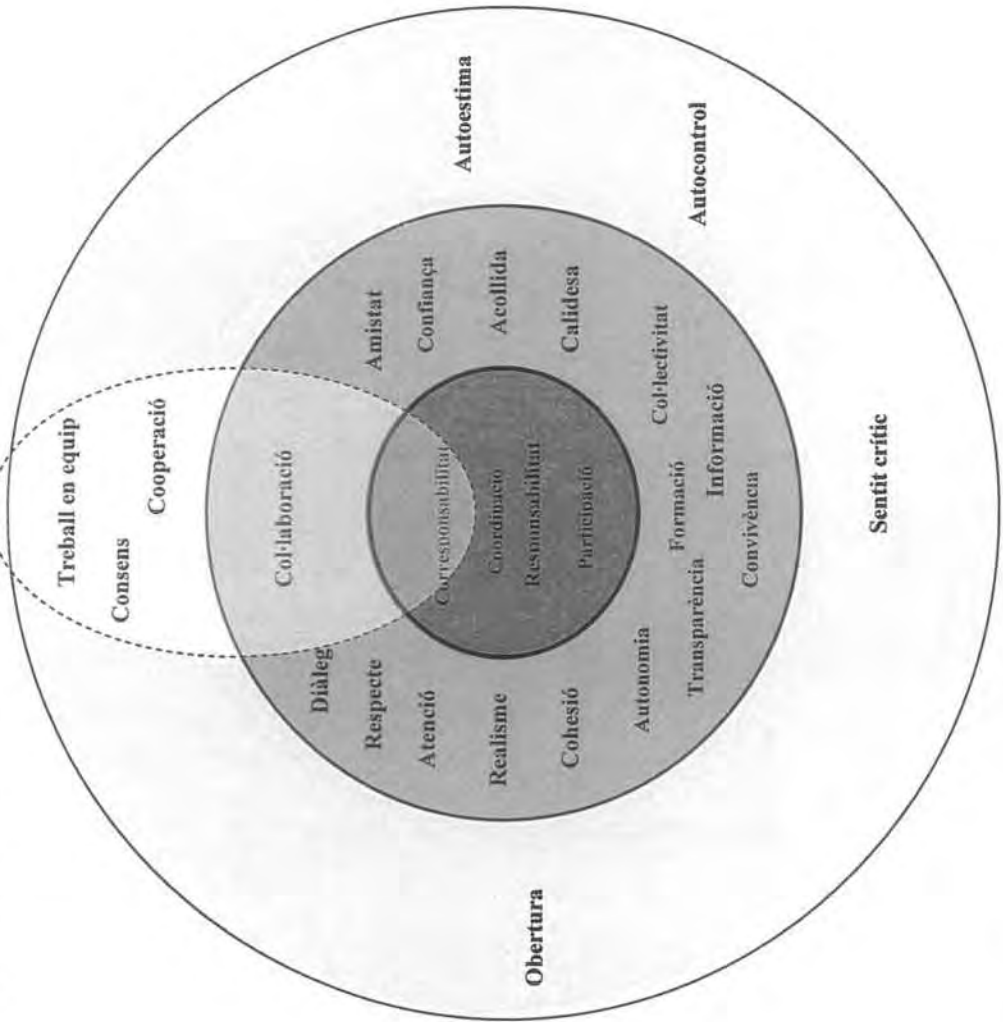 Treball en equip
Consens
Cooperació
Col·laboració
Diàleg
Respecte
Amistat
Atenció
Confiança
Corresponsabilitat
Autoestima
Realisme
Coordinació
Acollida
Responsabilitat
Obertura
Cohesió
Participació
Calidesa
Autonomia
Col·lectivitat
Formació
Transparència
Autocontrol
Informació
Convivència
Sentit crític